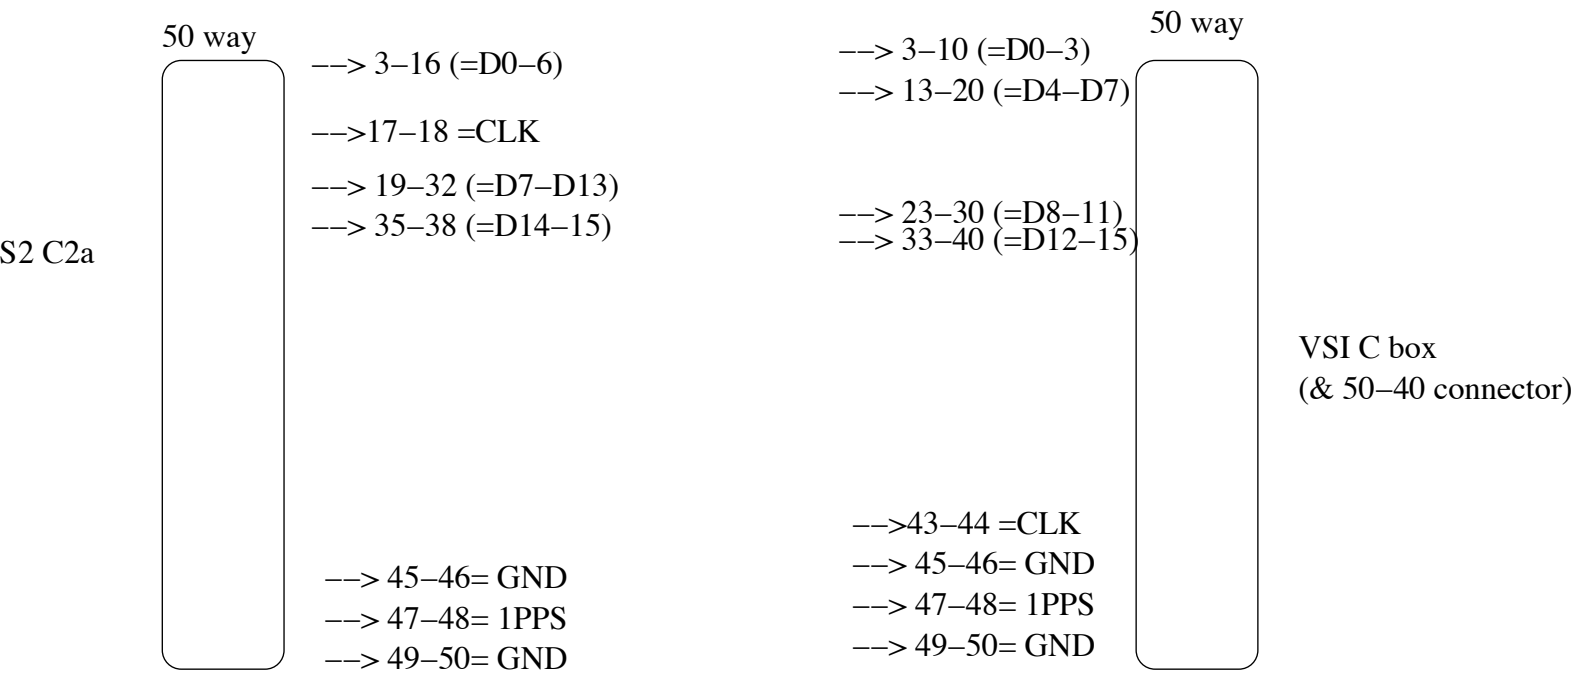 50 way
––> 3–16 (=D0–6)
––>17–18 =CLK
––> 19–32 (=D7–D13)
––> 35–38 (=D14–15)
S2 C2a
––> 45–46= GND
––> 47–48= 1PPS
––> 49–50= GND
50 way
––> 3–10 (=D0–3)
––> 13–20 (=D4–D7)
––> 23–30 (=D8–11)
––> 33–40 (=D12–15)
VSI C box
(& 50–40 connector)
––>43–44 =CLK
––> 45–46= GND
––> 47–48= 1PPS
––> 49–50= GND